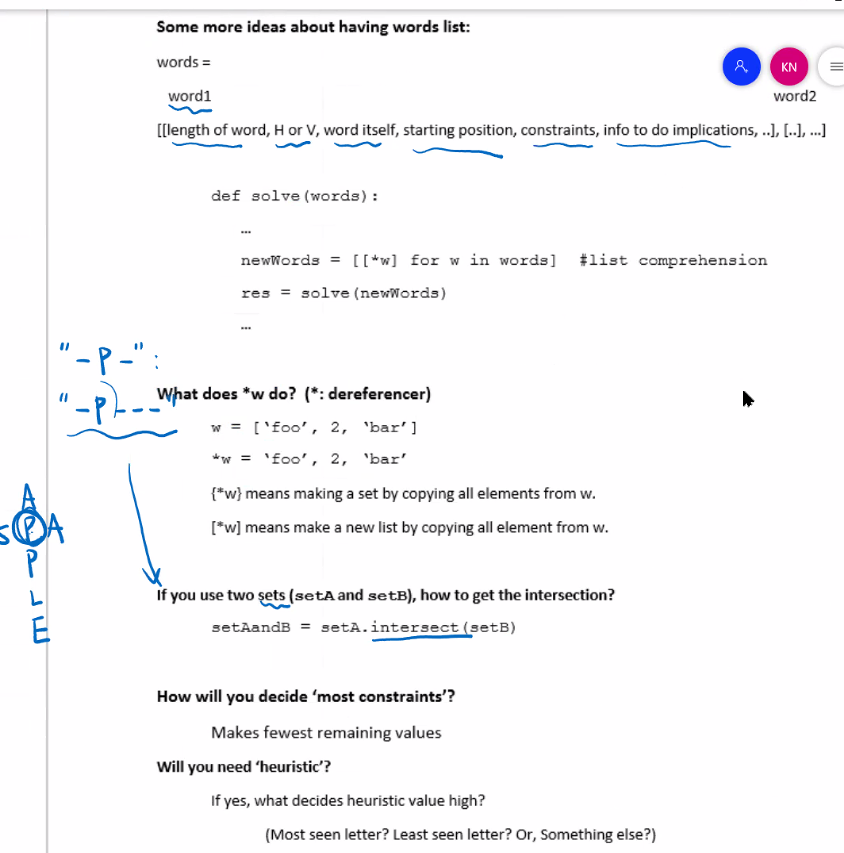 Some more ideas about having words list:
words =
KN
word1 word2
[[length of word, H or V, word itself, starting position, constraints, info to do implications, ..], [..], ...]
def solve(words):
...
newWords = [[*w] for w in words] #list comprehension
res = solve(newWords)
...
"-P-":
"-P---"
What does *w do? (*: dereferencer)
w = [‘foo’, 2, ‘bar’]
*w = ‘foo’, 2, ‘bar’
{*w} means making a set by copying all elements from w.
[*w] means make a new list by copying all element from w.
A
S P A
P
L
E
If you use two sets (setA and setB), how to get the intersection?
setAandB = setA.intersect(setB)
How will you decide ‘most constraints’?
Makes fewest remaining values
Will you need ‘heuristic’?
If yes, what decides heuristic value high?
(Most seen letter? Least seen letter? Or, Something else?)